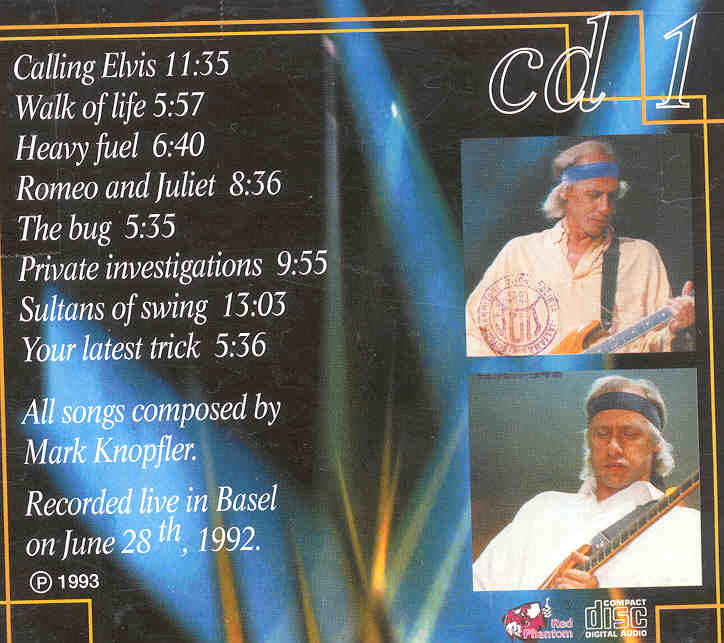 cd 1
Calling Elvis 11:35
Walk of life 5:57
Heavy fuel 6:40
Romeo and Juliet 8:36
The bug 5:35
Private investigations 9:55
Sultans of swing 13:03
Your latest trick 5:36
All songs composed by
Mark Knopfler.
Recorded live in Basel
on June 28th, 1992.
℗ 1993
Red
Phantom
COMPACT
disc
DIGITAL AUDIO